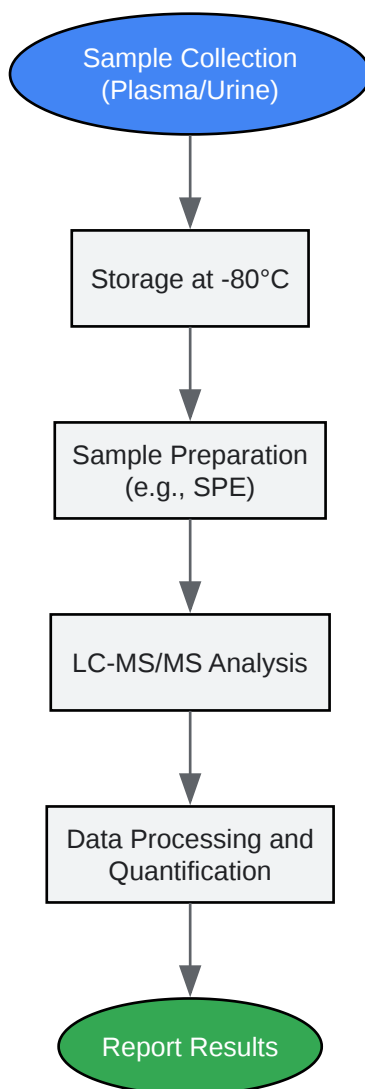 Sample Collection
(Plasma/Urine)
Storage at -80°C
Sample Preparation
(e.g., SPE)
LC-MS/MS Analysis
Data Processing and
Quantification
Report Results